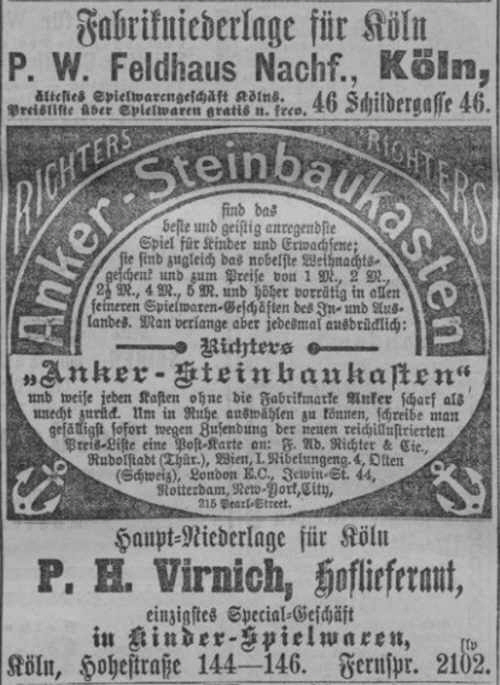 Fabrikniederlage für Köln
P. W. Feldhaus Nachf., Köln,
ältestes Spielwarengeschäft Kölns.
Preisliste über Spielwaren gratis u. frco.
46 Schildergasse 46.
RICHTERS
RICHTERS
Anker-Steinbaukasten
sind das
beste und geistig anregendste
Spiel für Kinder und Erwachsene;
sie sind zugleich das nobelste Weihnachts-
geschenk und zum Preise von 1 M., 2 M.,
2½ M., 4 M., 5 M. und höher vorrätig in allen
feineren Spielwaren-Geschäften des In- und Aus-
landes. Man verlange aber jedesmal ausdrücklich:
Richters
„Anker-Steinbaukasten"
und weise jeden Kasten ohne die Fabrikmarke Anker scharf als
unecht zurück. Um in Ruhe auswählen zu können, schreibe man
gefälligst sofort wegen Zusendung der neuen reichillustrierten
Preis-Liste eine Post-Karte an: F. Ad. Richter & Cie.,
Rudolstadt (Thür.), Wien, I. Nibelungeng. 4, Olten
(Schweiz), London E.C., Jewin-St. 44,
Rotterdam, New-York, City,
215 Pearl-Street.
Haupt-Niederlage für Köln
P. H. Virnich, Hoflieferant,
einzigstes Special-Geschäft
in Kinder-Spielwaren,
Köln, Hohestraße 144—146. Fernspr. 2102.